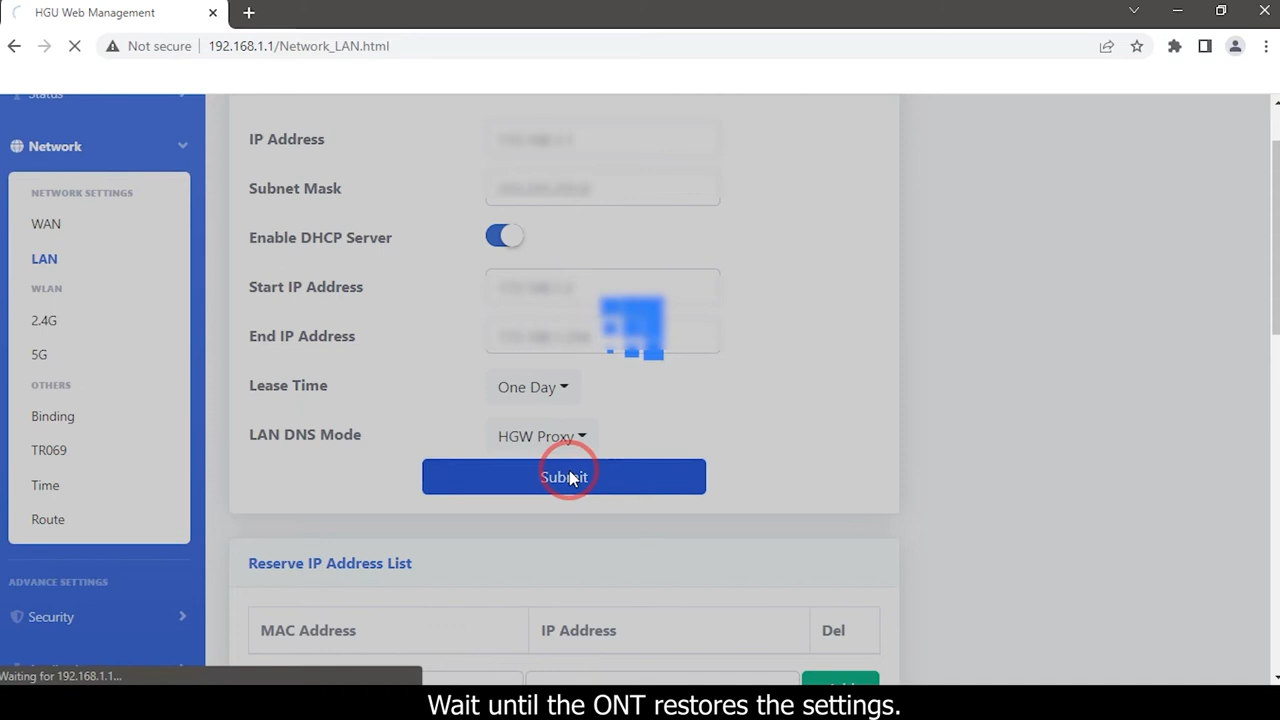 HGU Web Management
Not secure
192.168.1.1/Network_LAN.html
Status
Network
NETWORK SETTINGS
WAN
LAN
WLAN
2.4G
5G
OTHERS
Binding
TR069
Time
Route
ADVANCE SETTINGS
Security
IP Address
Subnet Mask
Enable DHCP Server
Start IP Address
End IP Address
Lease Time
One Day
LAN DNS Mode
HGW Proxy
Submit
Reserve IP Address List
MAC Address
IP Address
Del
Waiting for 192.168.1.1...
Wait until the ONT restores the settings.